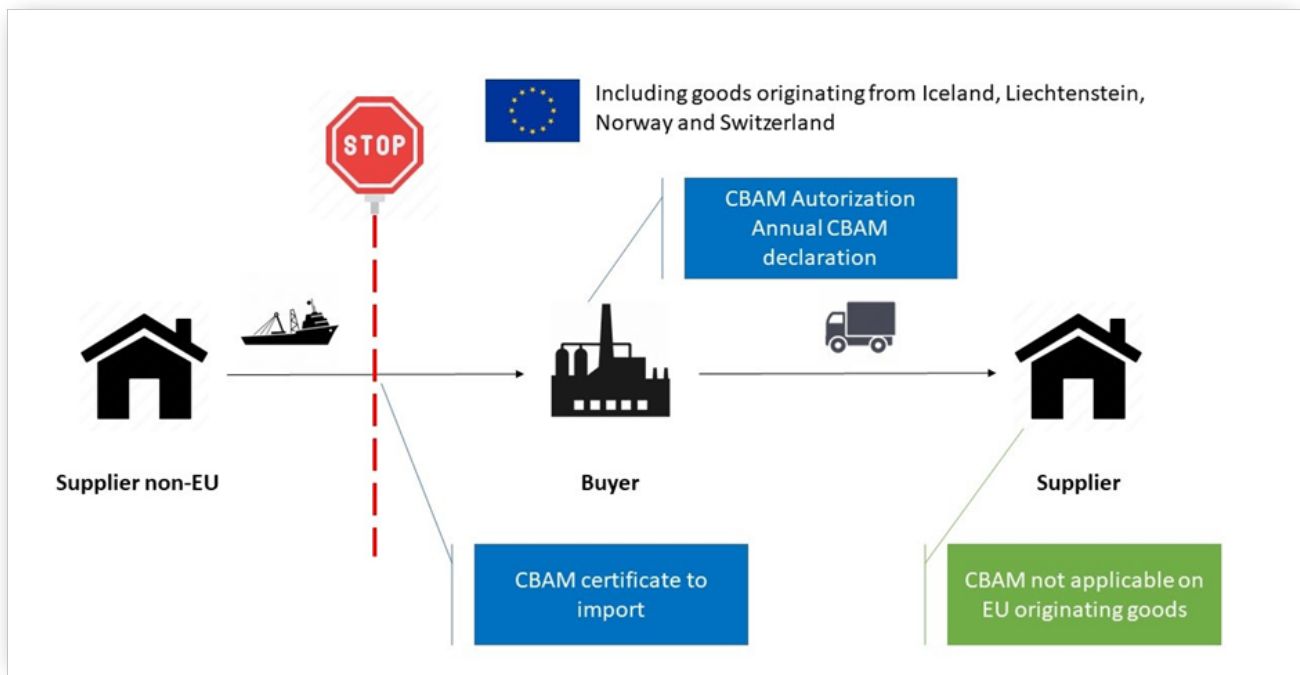 STOP
Including goods originating from Iceland, Liechtenstein,
Norway and Switzerland
CBAM Autorization
Annual CBAM
declaration
Supplier non-EU
Buyer
Supplier
CBAM certificate to
import
CBAM not applicable on
EU originating goods